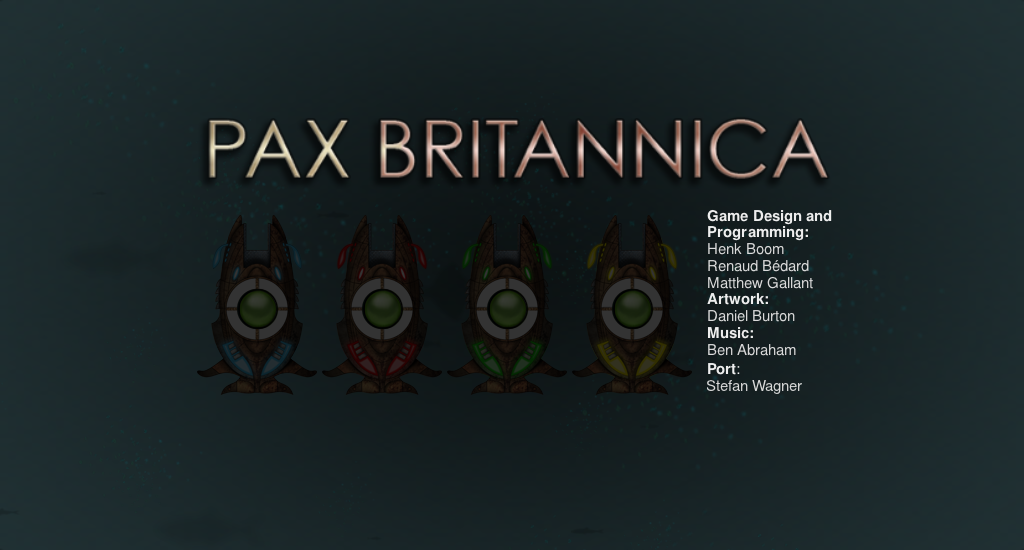 PAX BRITANNICA
Game Design and
Programming:
Henk Boom
Renaud Bédard
Matthew Gallant
Artwork:
Daniel Burton
Music:
Ben Abraham
Port:
Stefan Wagner